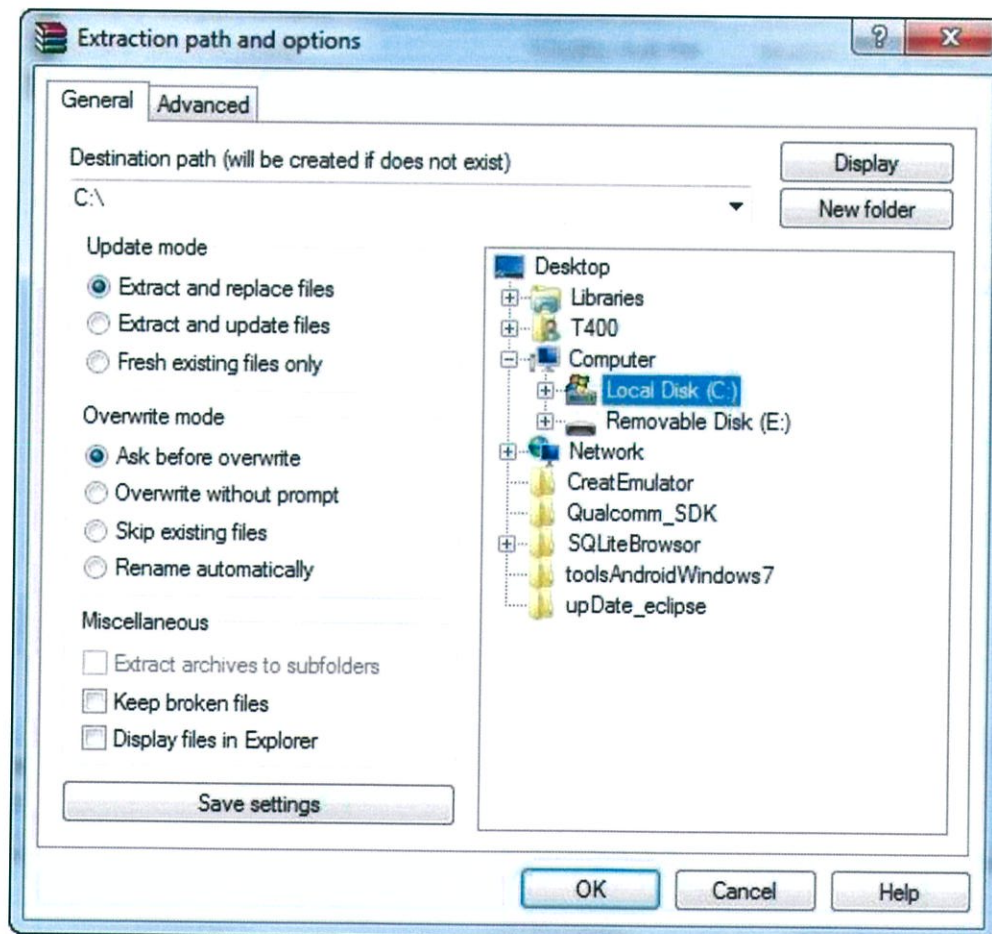 Extraction path and options
General
Advanced
Destination path (will be created if does not exist)
C:\
Display
New folder
Update mode
Extract and replace files
Extract and update files
Fresh existing files only
Overwrite mode
Ask before overwrite
Overwrite without prompt
Skip existing files
Rename automatically
Miscellaneous
Extract archives to subfolders
Keep broken files
Display files in Explorer
Save settings
Desktop
Libraries
T400
Computer
Local Disk (C:)
Removable Disk (E:)
Network
CreatEmulator
Qualcomm_SDK
SQLiteBrowsor
toolsAndroidWindows7
upDate_eclipse
OK
Cancel
Help